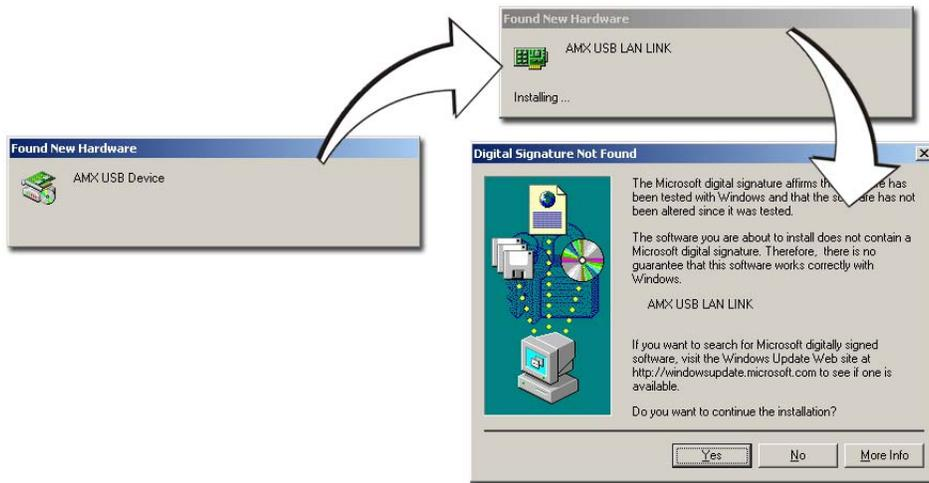 Found New Hardware
AMX USB Device
Found New Hardware
AMX USB LAN LINK
Installing ...
Digital Signature Not Found
The Microsoft digital signature affirms th has
been tested with Windows and that the so are has not
been altered since it was tested.
The software you are about to install does not contain a
Microsoft digital signature. Therefore, there is no
guarantee that this software works correctly with
Windows.
AMX USB LAN LINK
If you want to search for Microsoft digitally signed
software, visit the Windows Update Web site at
http://windowsupdate.microsoft.com to see if one is
available.
Do you want to continue the installation?
Yes
No
More Info